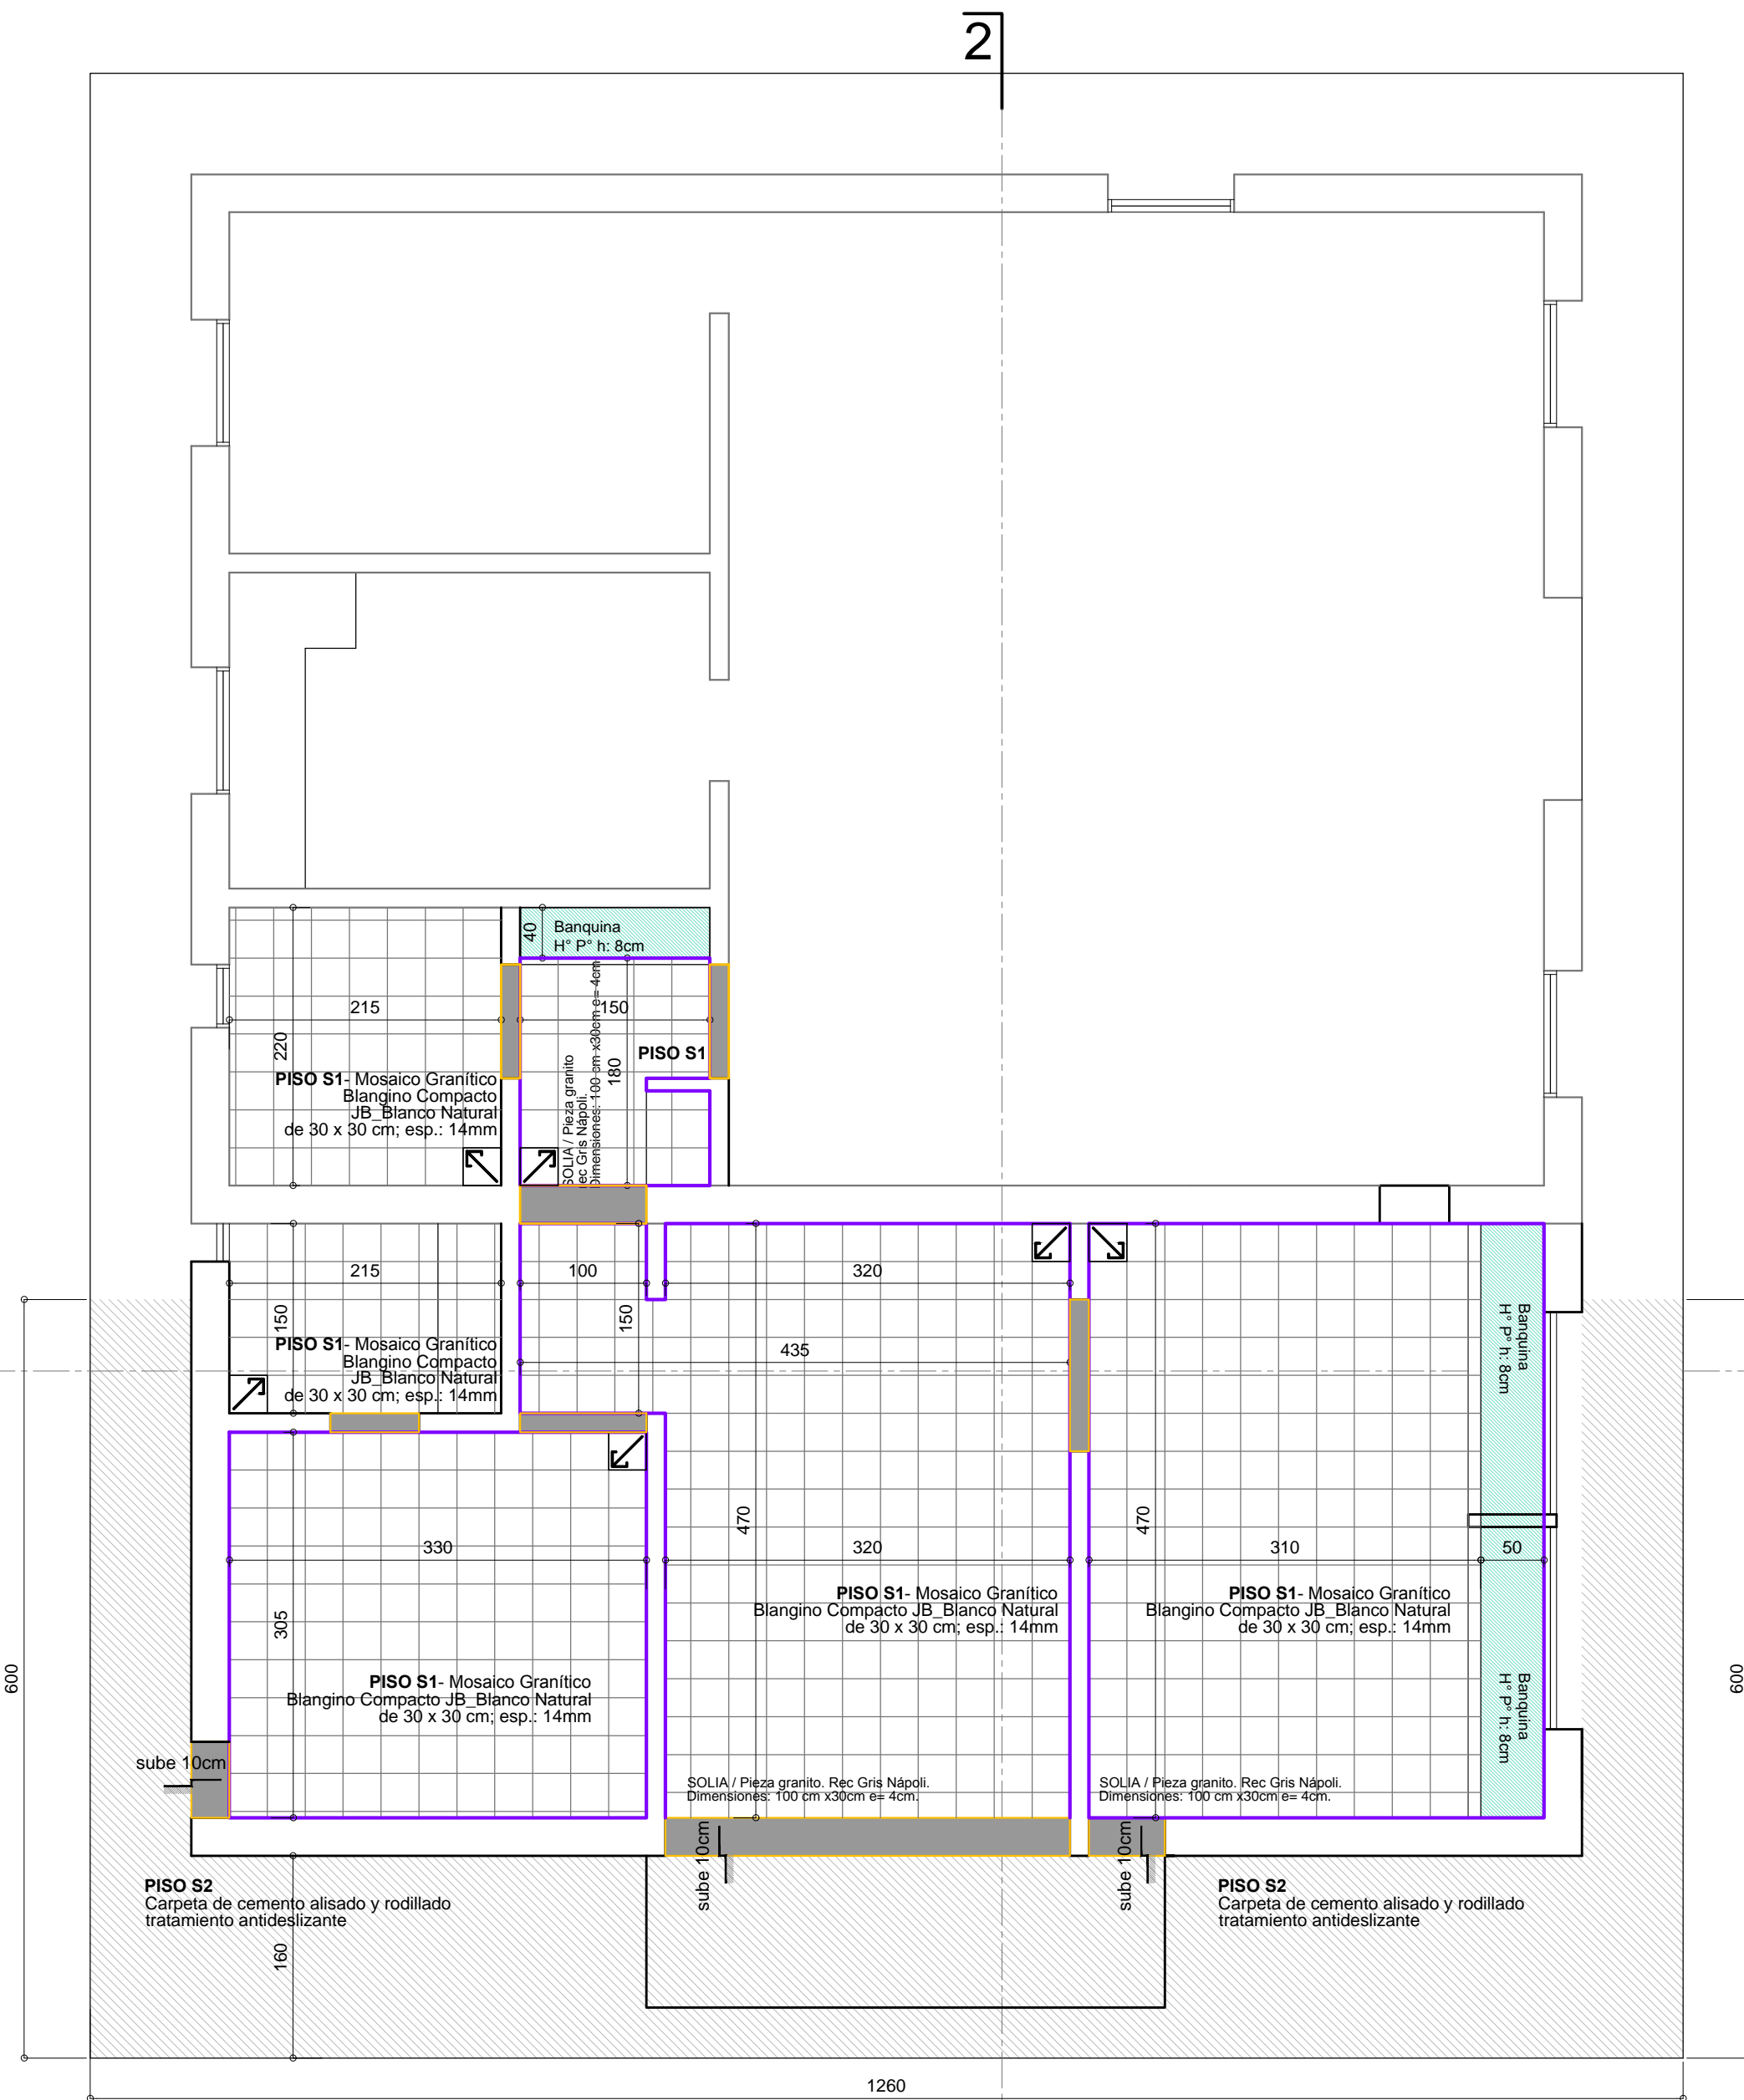 2
40
Banquina
H° P° h: 8cm
215
150
220
180
PISO S1
PISO S1- Mosaico Granítico
Blangino Compacto
JB_Blanco Natural
de 30 x 30 cm; esp.: 14mm
SOLIA / Pieza granito
rec Gris Nápoli.
Dimensiones: 100 cm x30cm e= 4cm
215
100
320
150
150
435
PISO S1- Mosaico Granítico
Blangino Compacto
JB_Blanco Natural
de 30 x 30 cm; esp.: 14mm
Banquina
H° P° h: 8cm
470
470
330
320
310
50
305
PISO S1- Mosaico Granítico
Blangino Compacto JB_Blanco Natural
de 30 x 30 cm; esp.: 14mm
PISO S1- Mosaico Granítico
Blangino Compacto JB_Blanco Natural
de 30 x 30 cm; esp.: 14mm
PISO S1- Mosaico Granítico
Blangino Compacto JB_Blanco Natural
de 30 x 30 cm; esp.: 14mm
Banquina
H° P° h: 8cm
600
600
sube 10cm
SOLIA / Pieza granito. Rec Gris Nápoli.
Dimensiones: 100 cm x30cm e= 4cm.
SOLIA / Pieza granito. Rec Gris Nápoli.
Dimensiones: 100 cm x30cm e= 4cm.
sube 10cm
sube 10cm
PISO S2
Carpeta de cemento alisado y rodillado
tratamiento antideslizante
PISO S2
Carpeta de cemento alisado y rodillado
tratamiento antideslizante
160
1260